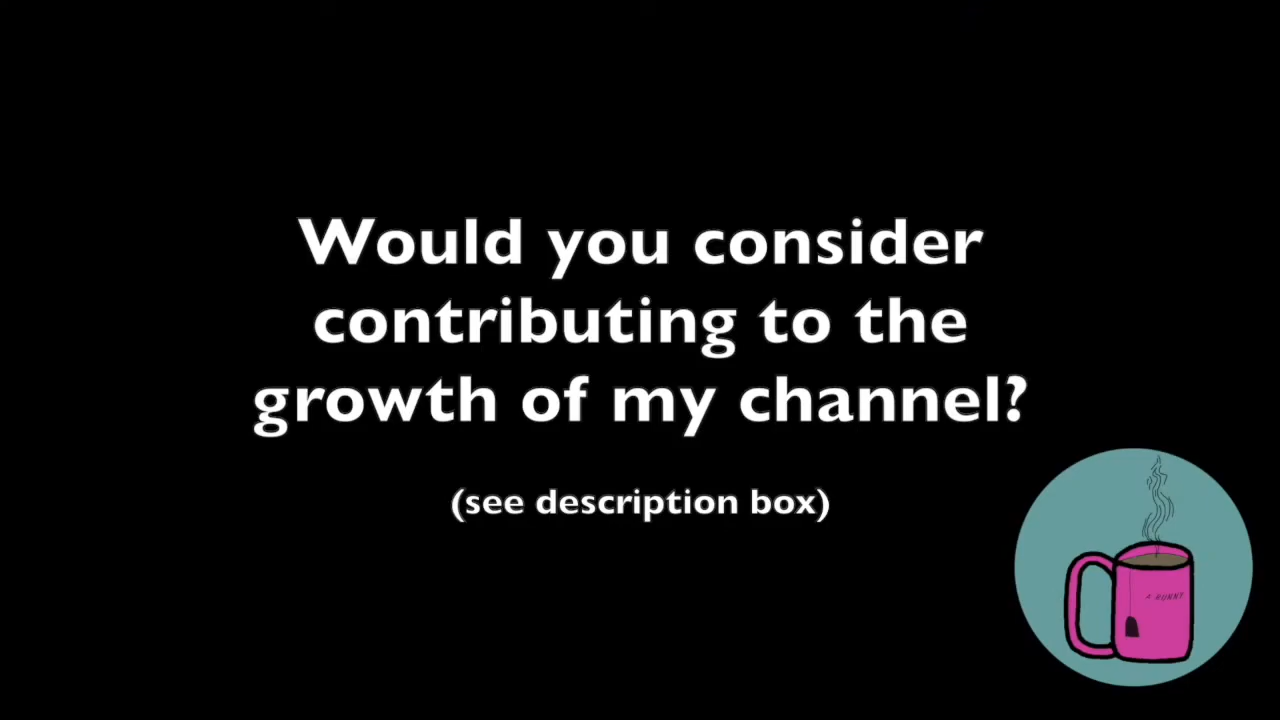 Would you consider
contributing to the
growth of my channel?
(see description box)